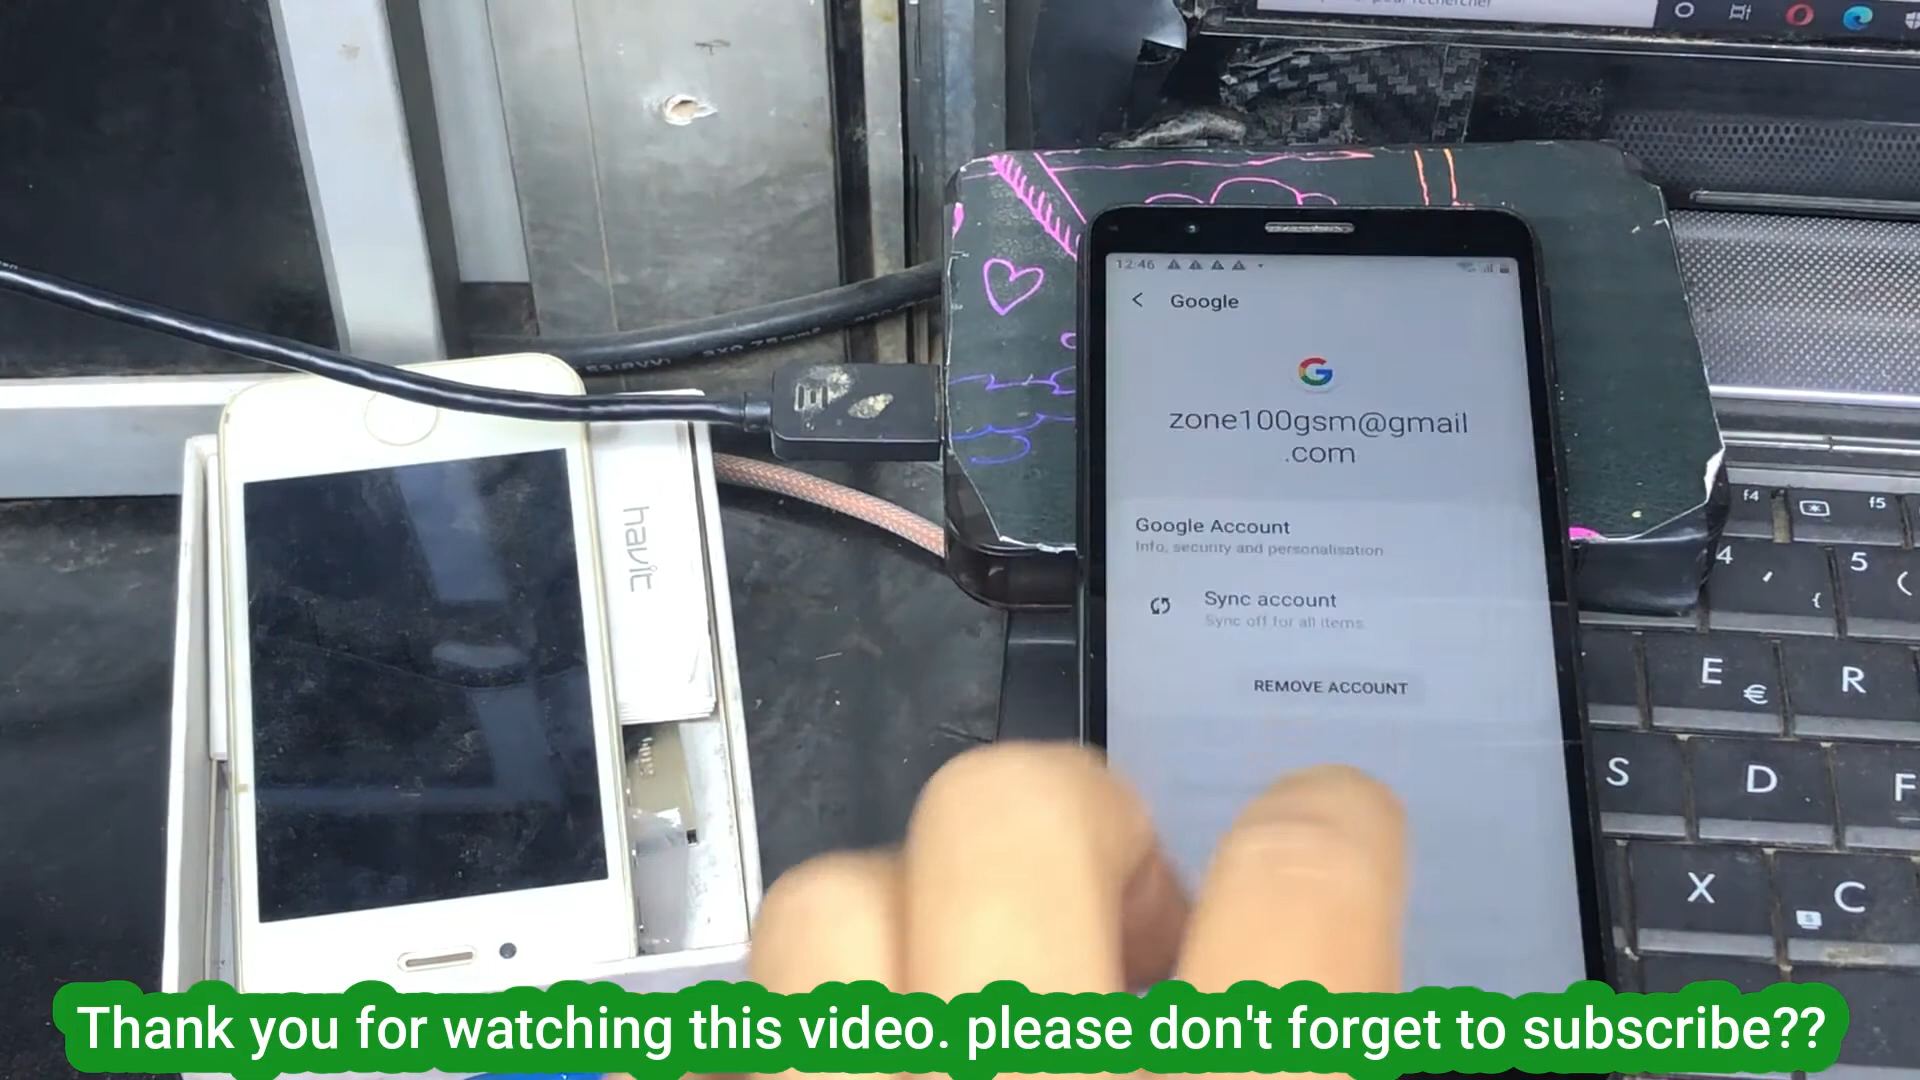 12:46
Google
zone100gsm@gmail
.com
Google Account
Info, security and personalisation
Sync account
Sync off for all items
REMOVE ACCOUNT
havit
f4
f5
4
5
{
(
E
€
R
S
D
F
X
C
S
Thank you for watching this video. please don't forget to subscribe??